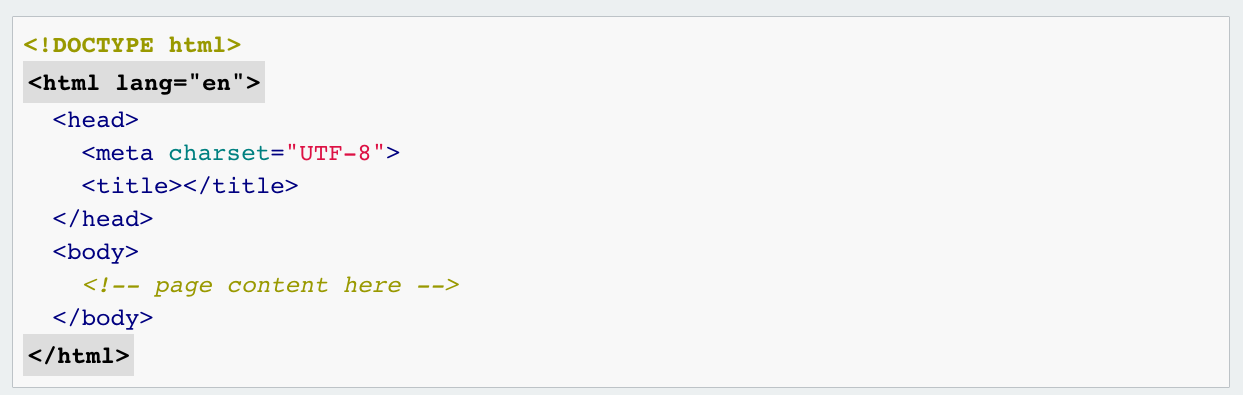 <!DOCTYPE html>
<html lang="en">
  <head>
    <meta charset="UTF-8">
    <title></title>
  </head>
  <body>
    <!-- page content here -->
  </body>
</html>